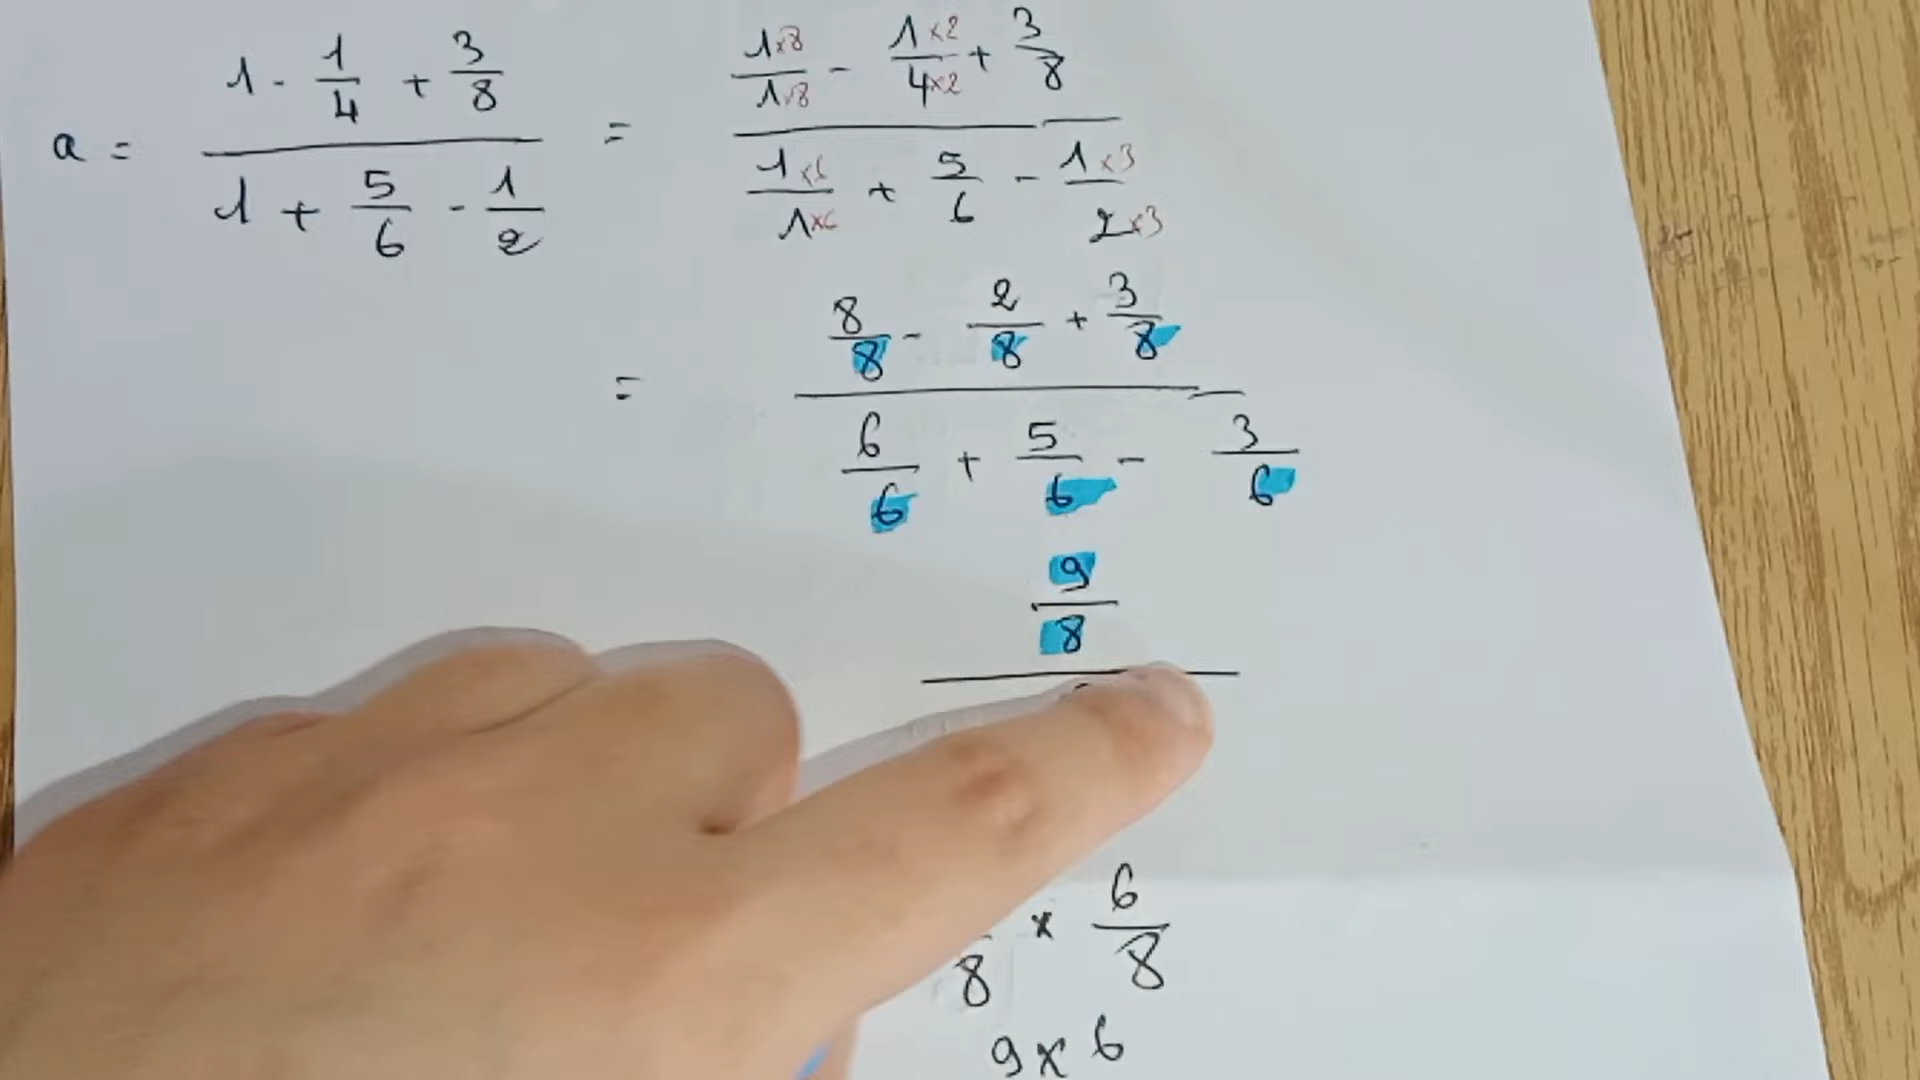 a = (1 - 1/4 + 3/8) / (1 + 5/6 - 1/2) = (1×8/1×8 - 1×2/4×2 + 3/8) / (1×6/1×6 + 5/6 - 1×3/2×3)
= (8/8 - 2/8 + 3/8) / (6/6 + 5/6 - 3/6)
9/8
8 × 6/8
9 × 6